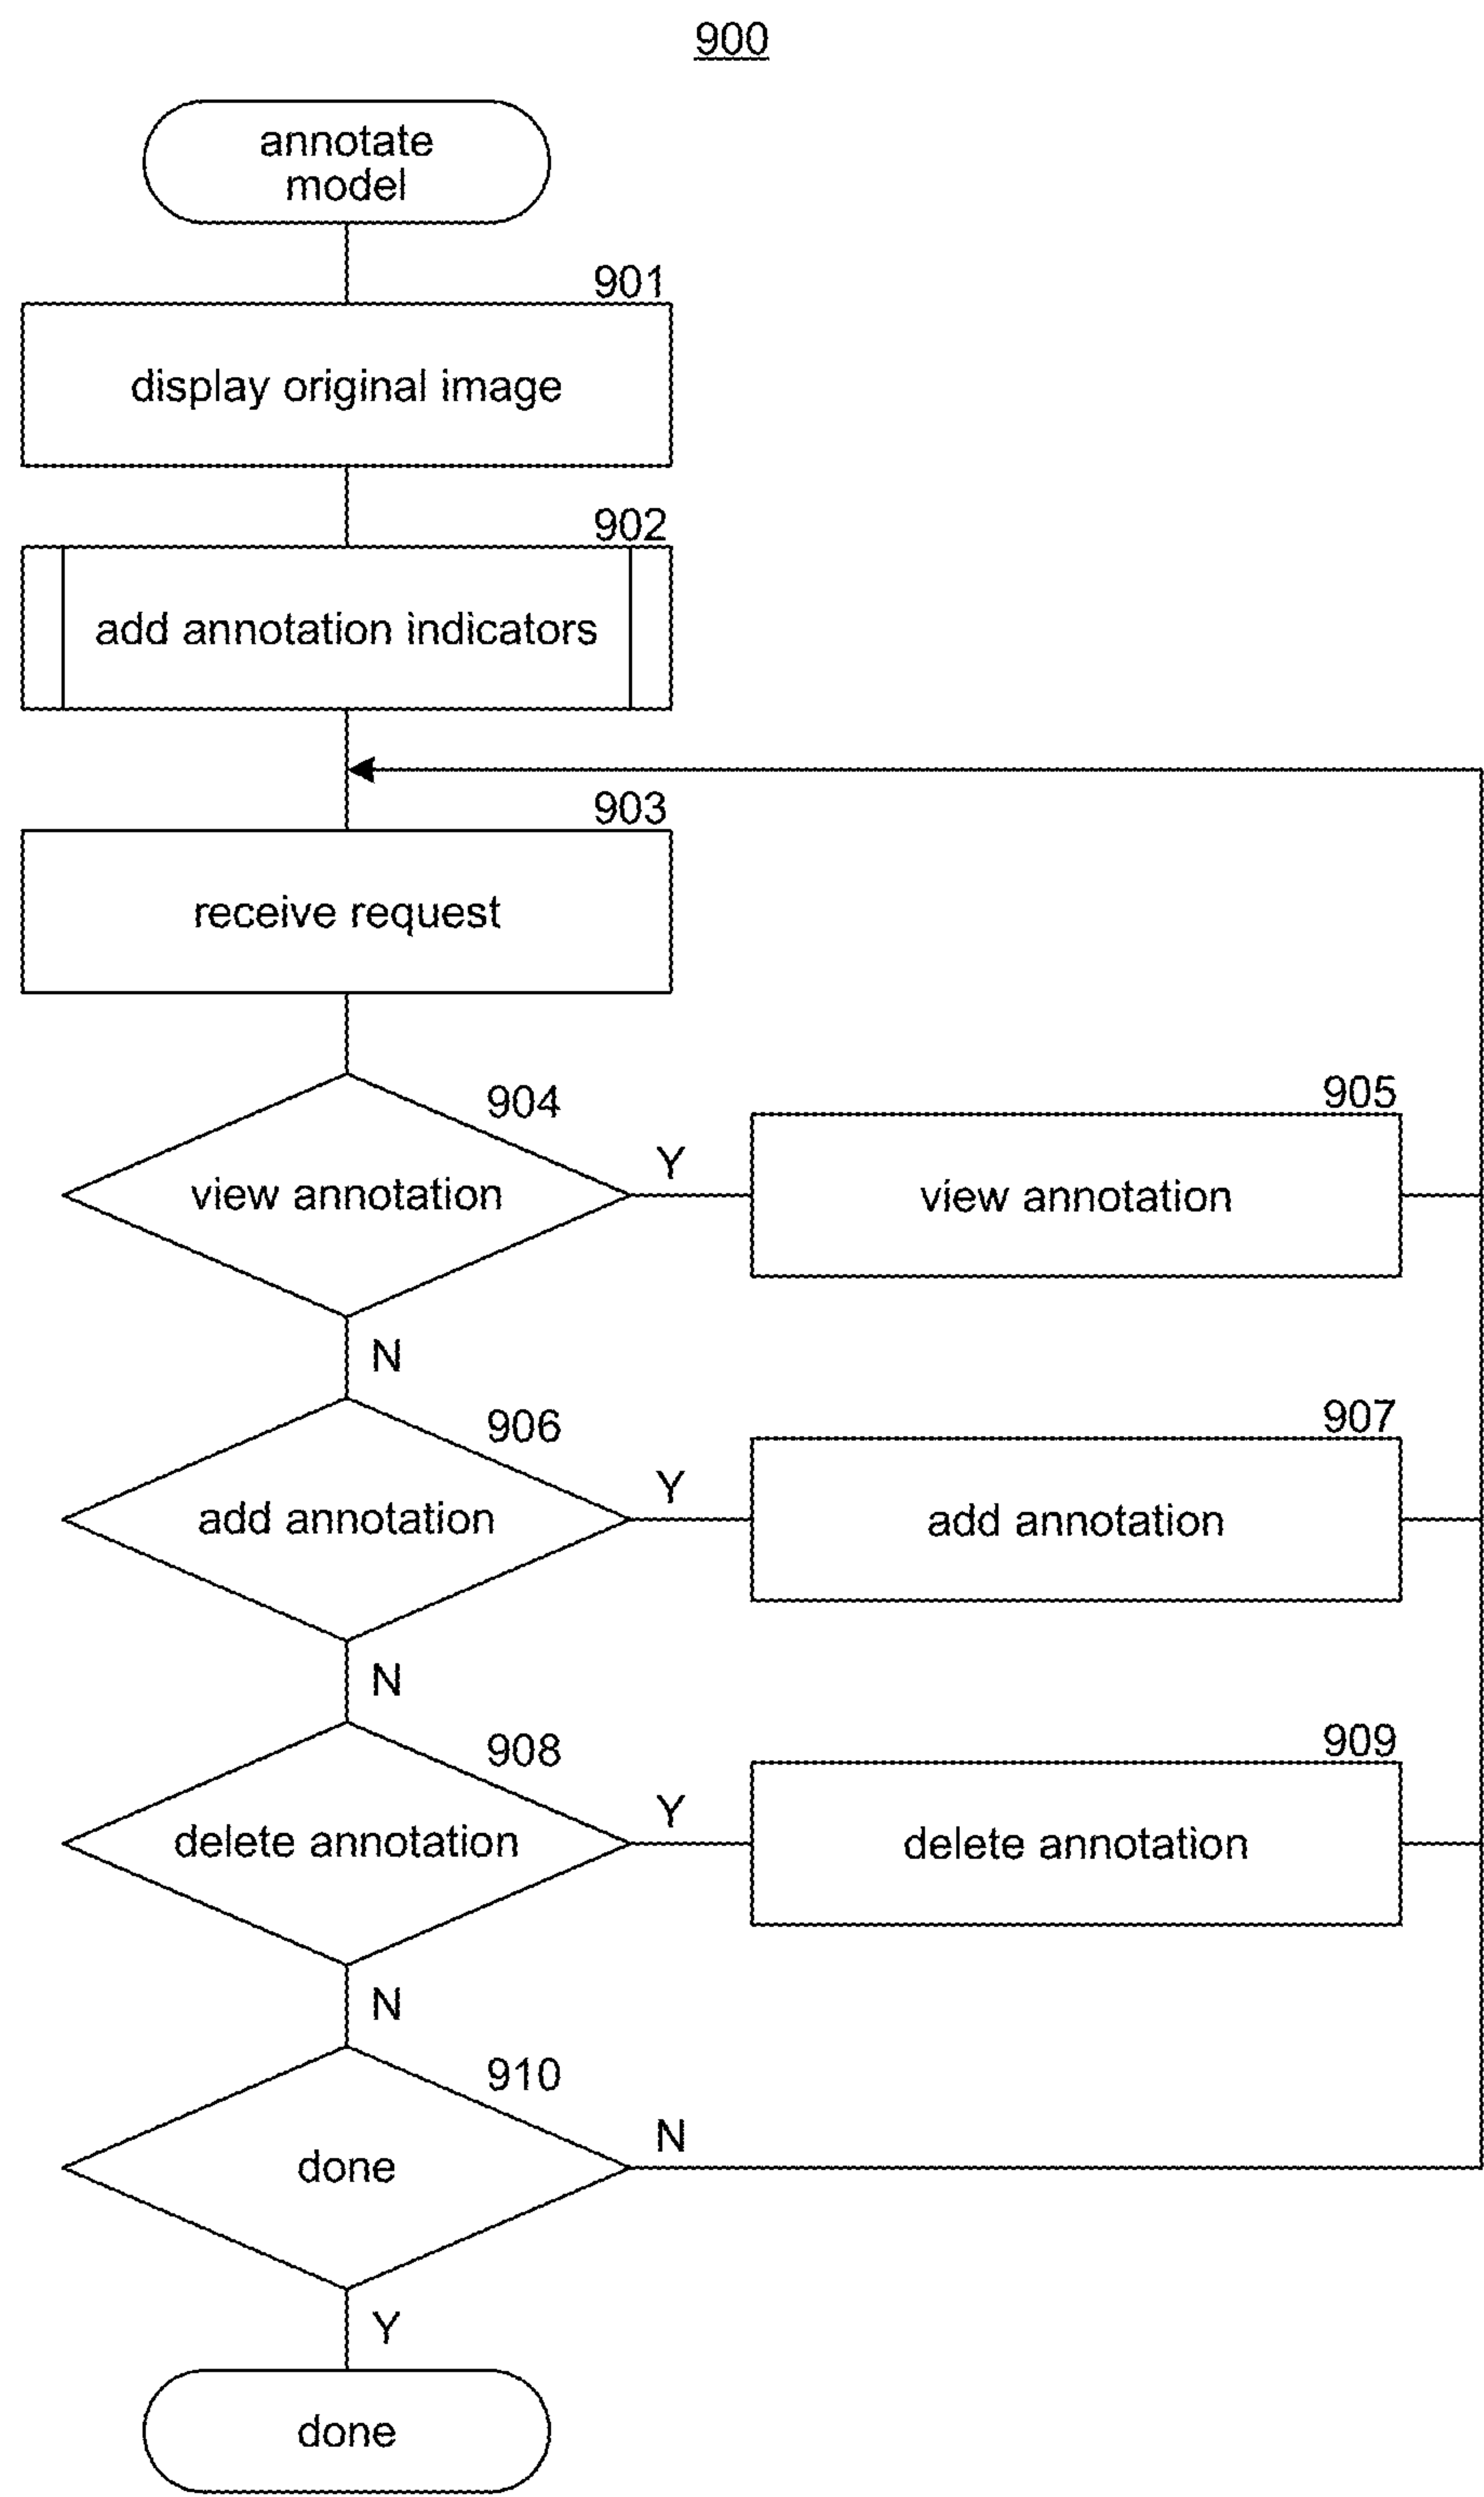 900
annotate
model
901
display original image
902
add annotation indicators
903
receive request
904
view annotation
Y
905
view annotation
N
906
add annotation
Y
907
add annotation
N
908
delete annotation
Y
909
delete annotation
N
910
done
N
Y
done